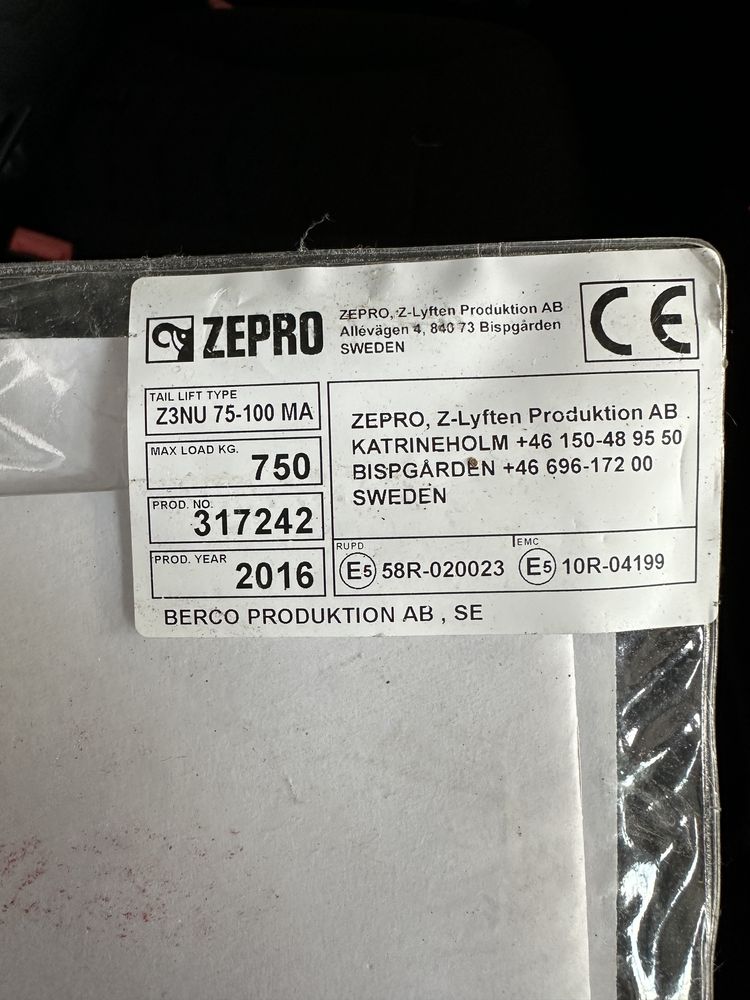 ZEPRO
ZEPRO, Z-Lyften Produktion AB
Allévägen 4, 840 73 Bispgården
SWEDEN
CE
TAIL LIFT TYPE
Z3NU 75-100 MA
MAX LOAD KG.
750
PROD. NO.
317242
PROD. YEAR
2016
ZEPRO, Z-Lyften Produktion AB
KATRINEHOLM +46 150-48 95 50
BISPGÅRDEN +46 696-172 00
SWEDEN
RUPD
E5 58R-020023
EMC
E5 10R-04199
BERCO PRODUKTION AB , SE